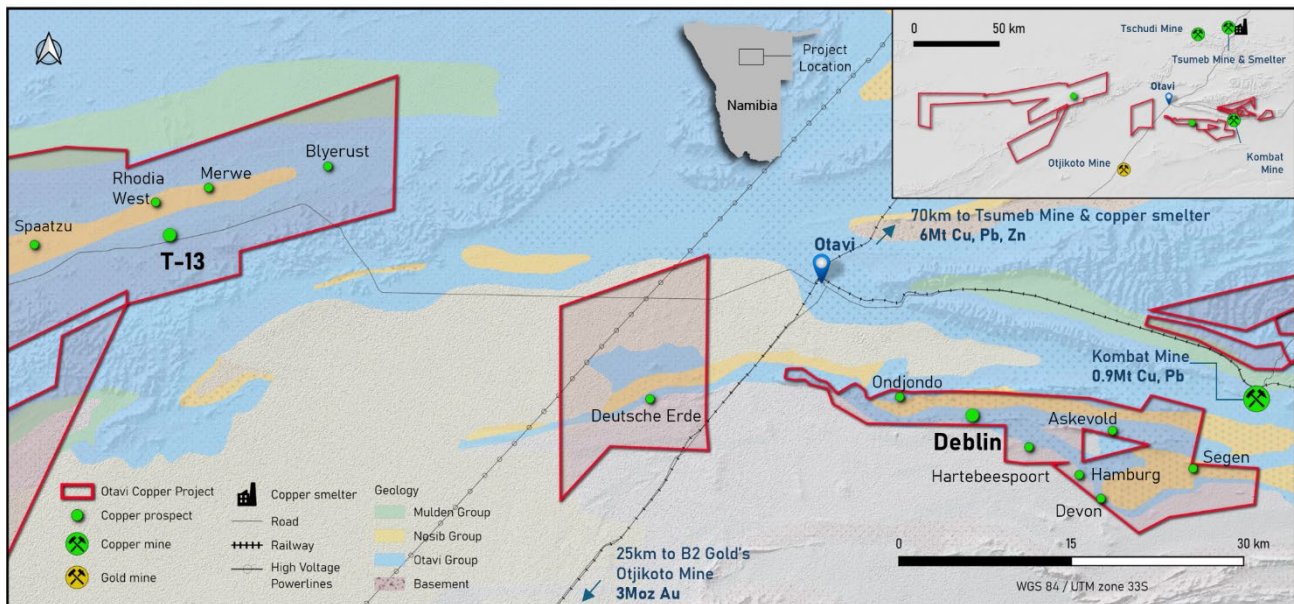 Project
Location
Namibia
0 50 km
Tschudi Mine
Tsumeb Mine & Smelter
Otavi
Otjikoto Mine
Kombat
Mine
Blyerust
Merwe
Rhodia
West
Spaatzu
T-13
70km to Tsumeb Mine & copper smelter
6Mt Cu, Pb, Zn
Otavi
Kombat Mine
0.9Mt Cu, Pb
Ondjondo
Deutsche Erde
Deblin
Askevold
Segen
Hartebeespoort
Hamburg
Devon
Otavi Copper Project
Copper prospect
Copper mine
Gold mine
Copper smelter
Road
Railway
High Voltage
Powerlines
Geology
Mulden Group
Nosib Group
Otavi Group
Basement
25km to B2 Gold's
Otjikoto Mine
3Moz Au
0 15 30 km
WGS 84 / UTM zone 33S